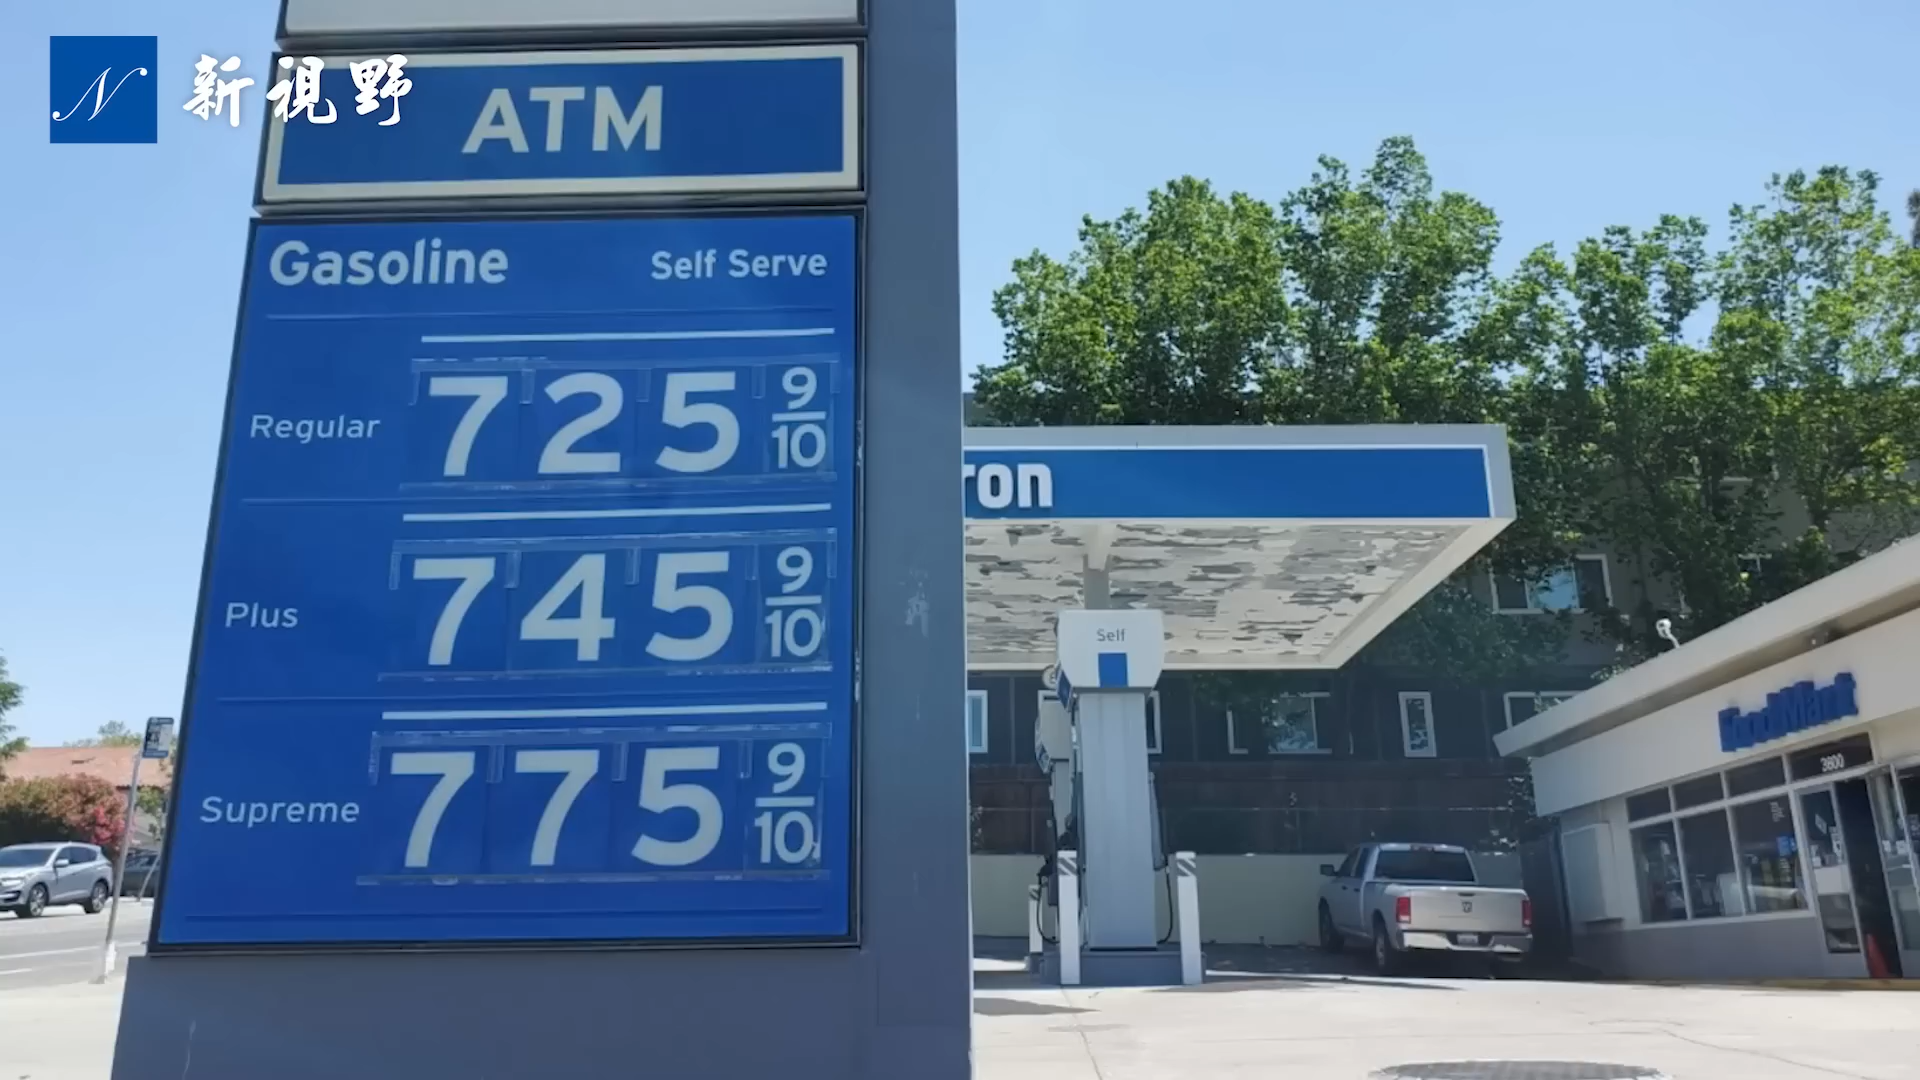 N 新視野
ATM
Gasoline Self Serve
Regular 725 9/10
Plus 745 9/10
Supreme 775 9/10
ron
Self
FoodMart
3800